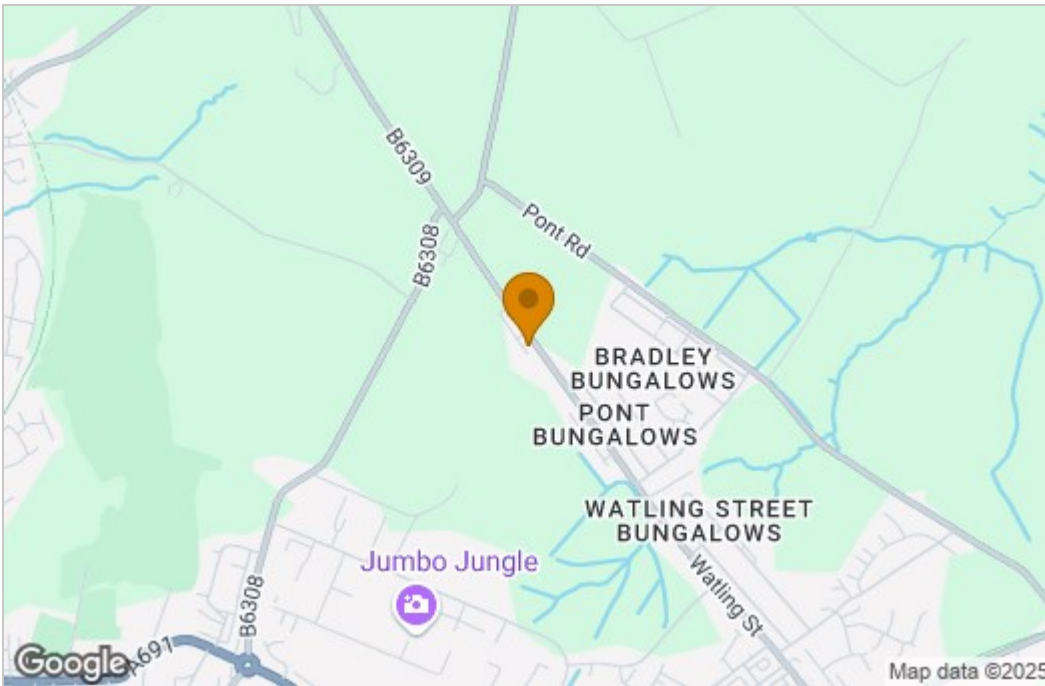 B6309
Pont Rd
B6308
BRADLEY
BUNGALOWS
PONT
BUNGALOWS
WATLING STREET
BUNGALOWS
Jumbo Jungle
Watling St
B6308
A691
Google
Map data ©2025